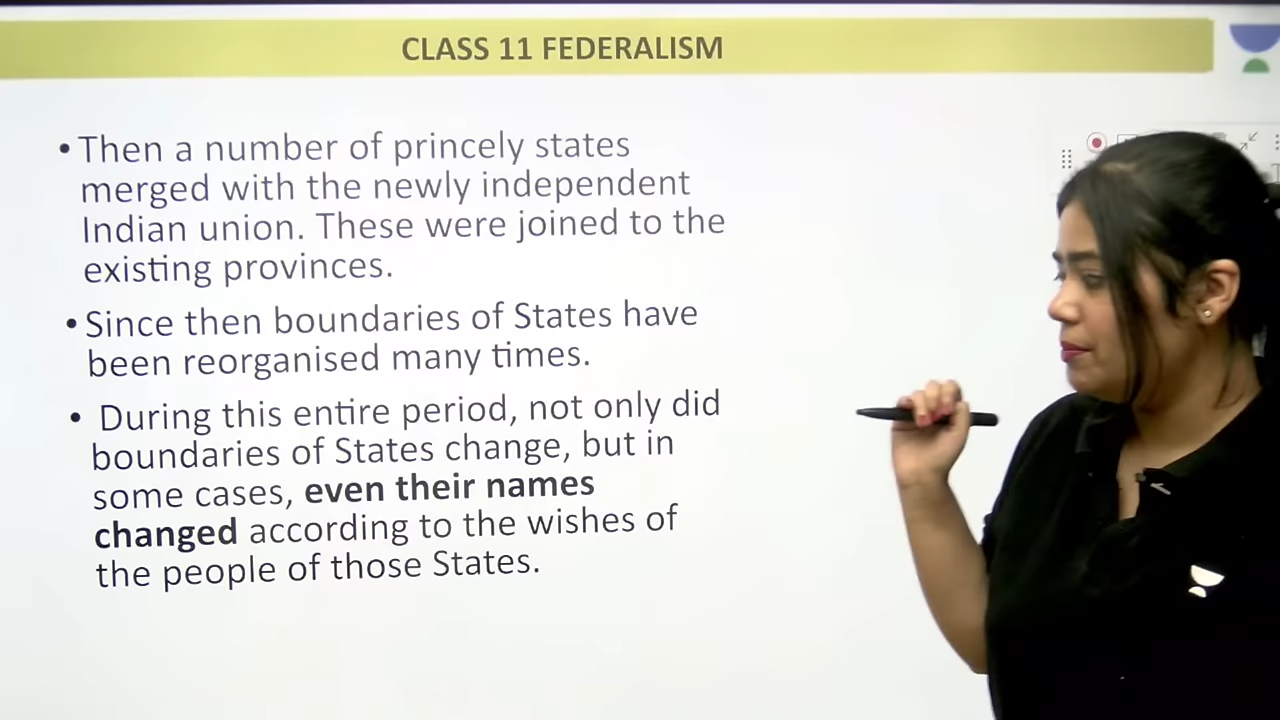 CLASS 11 FEDERALISM
• Then a number of princely states
merged with the newly independent
Indian union. These were joined to the
existing provinces.
• Since then boundaries of States have
been reorganised many times.
• During this entire period, not only did
boundaries of States change, but in
some cases, even their names
changed according to the wishes of
the people of those States.